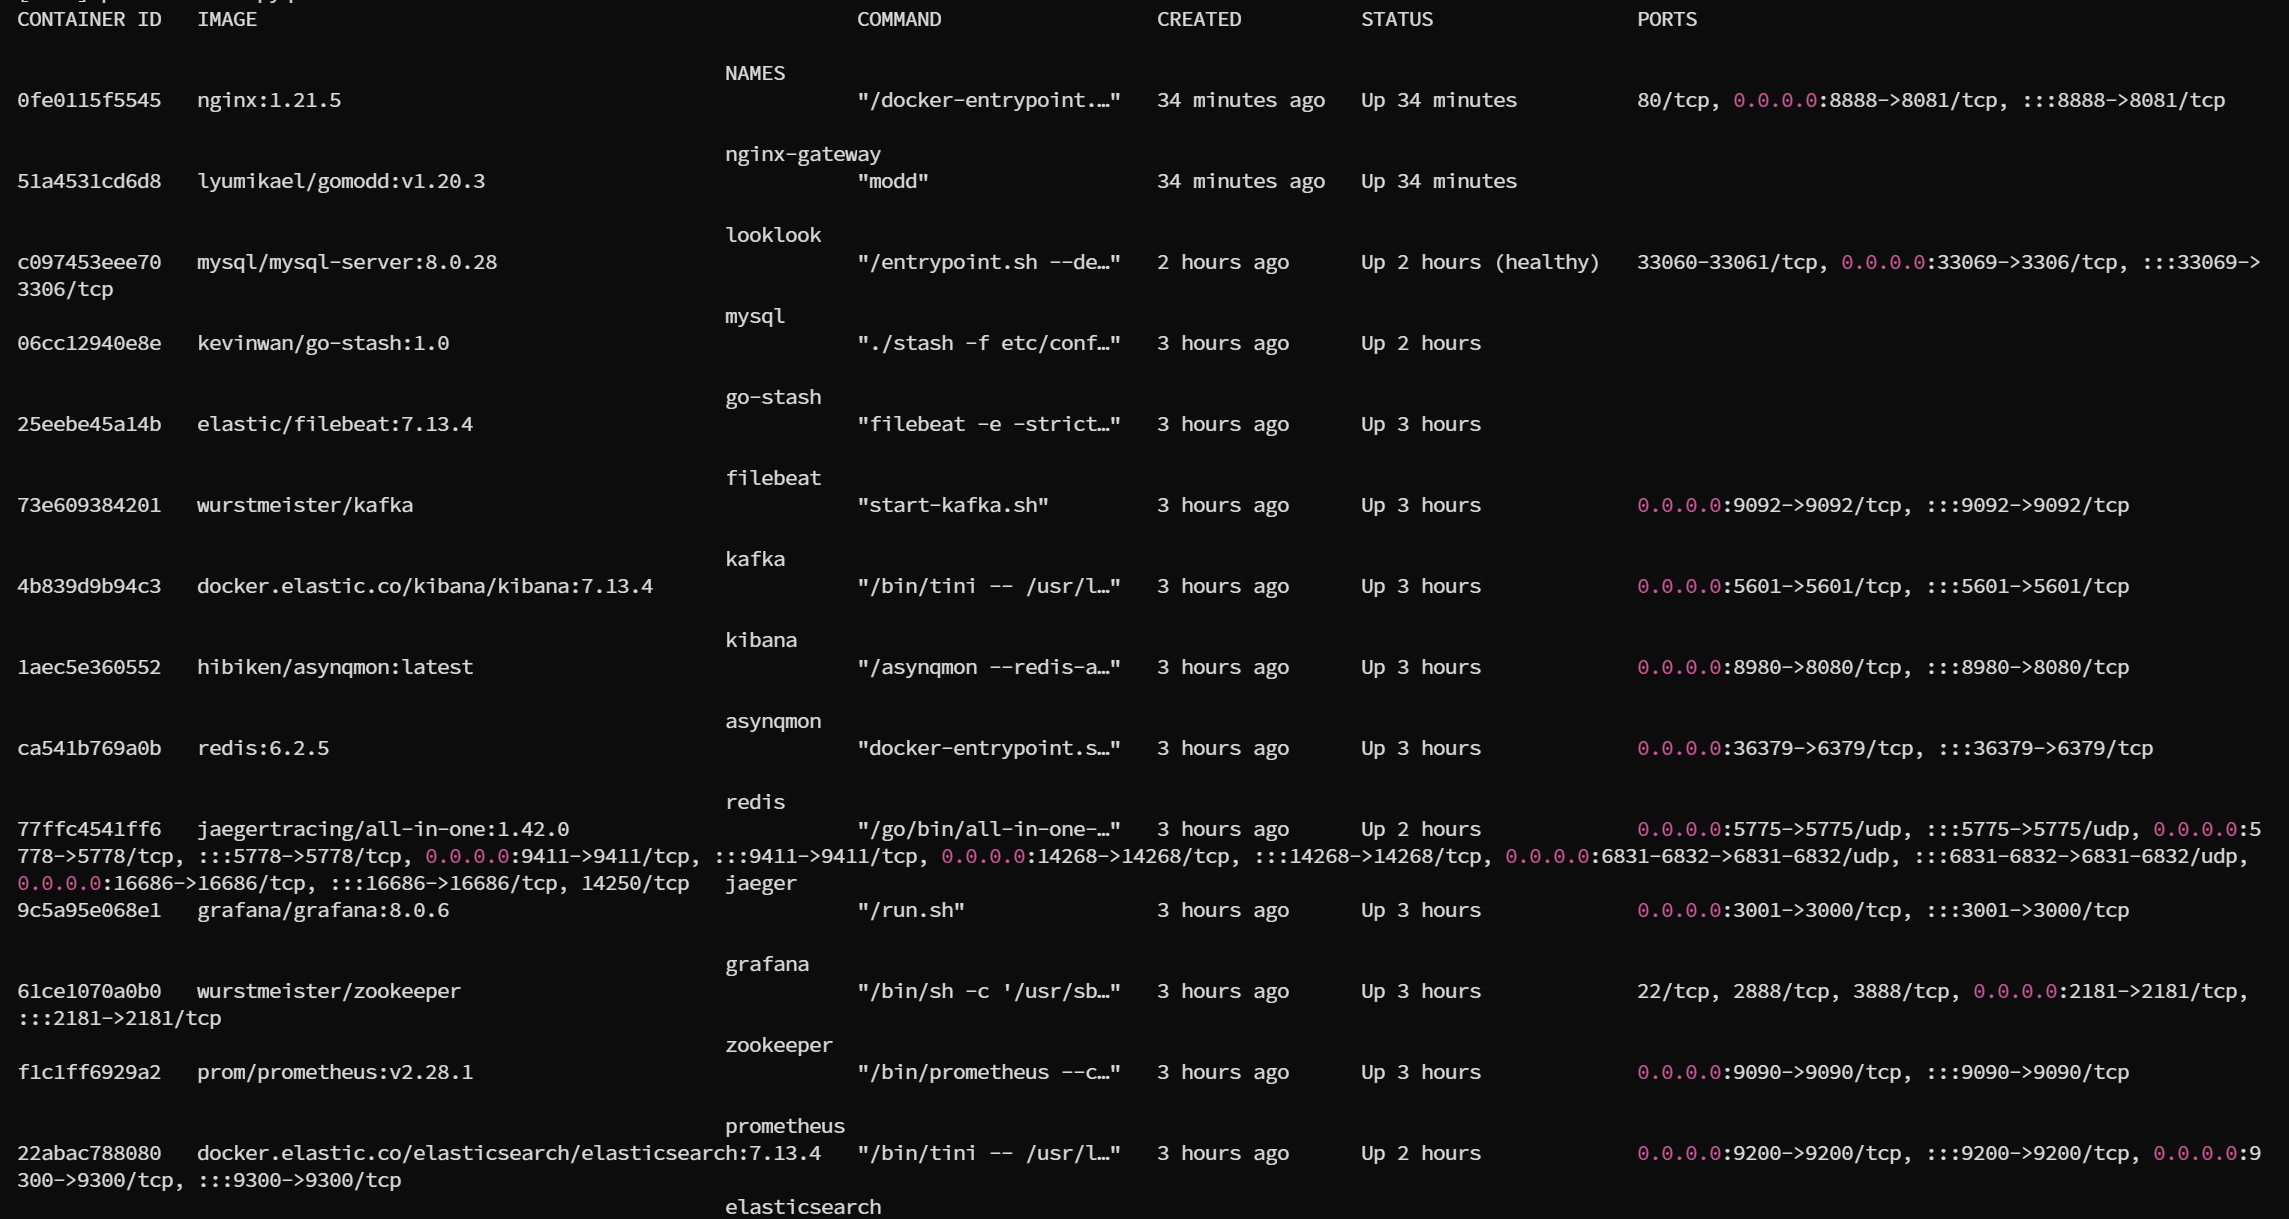 CONTAINER ID   IMAGE                                                  COMMAND                  CREATED          STATUS                 PORTS
NAMES
0fe0115f5545   nginx:1.21.5                                           "/docker-entrypoint.…"   34 minutes ago   Up 34 minutes          80/tcp, 0.0.0.0:8888->8081/tcp, :::8888->8081/tcp
nginx-gateway
51a4531cd6d8   lyumikael/gomodd:v1.20.3                               "modd"                   34 minutes ago   Up 34 minutes
looklook
c097453eee70   mysql/mysql-server:8.0.28                              "/entrypoint.sh --de…"   2 hours ago      Up 2 hours (healthy)   33060-33061/tcp, 0.0.0.0:33069->3306/tcp, :::33069->
3306/tcp
mysql
06cc12940e8e   kevinwan/go-stash:1.0                                  "./stash -f etc/conf…"   3 hours ago      Up 2 hours
go-stash
25eebe45a14b   elastic/filebeat:7.13.4                                "filebeat -e -strict…"   3 hours ago      Up 3 hours
filebeat
73e609384201   wurstmeister/kafka                                     "start-kafka.sh"         3 hours ago      Up 3 hours             0.0.0.0:9092->9092/tcp, :::9092->9092/tcp
kafka
4b839d9b94c3   docker.elastic.co/kibana/kibana:7.13.4                 "/bin/tini -- /usr/l…"   3 hours ago      Up 3 hours             0.0.0.0:5601->5601/tcp, :::5601->5601/tcp
kibana
1aec5e360552   hibiken/asynqmon:latest                                "/asynqmon --redis-a…"   3 hours ago      Up 3 hours             0.0.0.0:8980->8080/tcp, :::8980->8080/tcp
asynqmon
ca541b769a0b   redis:6.2.5                                            "docker-entrypoint.s…"   3 hours ago      Up 3 hours             0.0.0.0:36379->6379/tcp, :::36379->6379/tcp
redis
77ffc4541ff6   jaegertracing/all-in-one:1.42.0                        "/go/bin/all-in-one-…"   3 hours ago      Up 2 hours             0.0.0.0:5775->5775/udp, :::5775->5775/udp, 0.0.0.0:5
778->5778/tcp, :::5778->5778/tcp, 0.0.0.0:9411->9411/tcp, :::9411->9411/tcp, 0.0.0.0:14268->14268/tcp, :::14268->14268/tcp, 0.0.0.0:6831-6832->6831-6832/udp, :::6831-6832->6831-6832/udp,
0.0.0.0:16686->16686/tcp, :::16686->16686/tcp, 14250/tcp   jaeger
9c5a95e068e1   grafana/grafana:8.0.6                                  "/run.sh"                3 hours ago      Up 3 hours             0.0.0.0:3001->3000/tcp, :::3001->3000/tcp
grafana
61ce1070a0b0   wurstmeister/zookeeper                                 "/bin/sh -c '/usr/sb…"   3 hours ago      Up 3 hours             22/tcp, 2888/tcp, 3888/tcp, 0.0.0.0:2181->2181/tcp,
:::2181->2181/tcp
zookeeper
f1c1ff6929a2   prom/prometheus:v2.28.1                                "/bin/prometheus --c…"   3 hours ago      Up 3 hours             0.0.0.0:9090->9090/tcp, :::9090->9090/tcp
prometheus
22abac788080   docker.elastic.co/elasticsearch/elasticsearch:7.13.4   "/bin/tini -- /usr/l…"   3 hours ago      Up 2 hours             0.0.0.0:9200->9200/tcp, :::9200->9200/tcp, 0.0.0.0:9
300->9300/tcp, :::9300->9300/tcp
elasticsearch